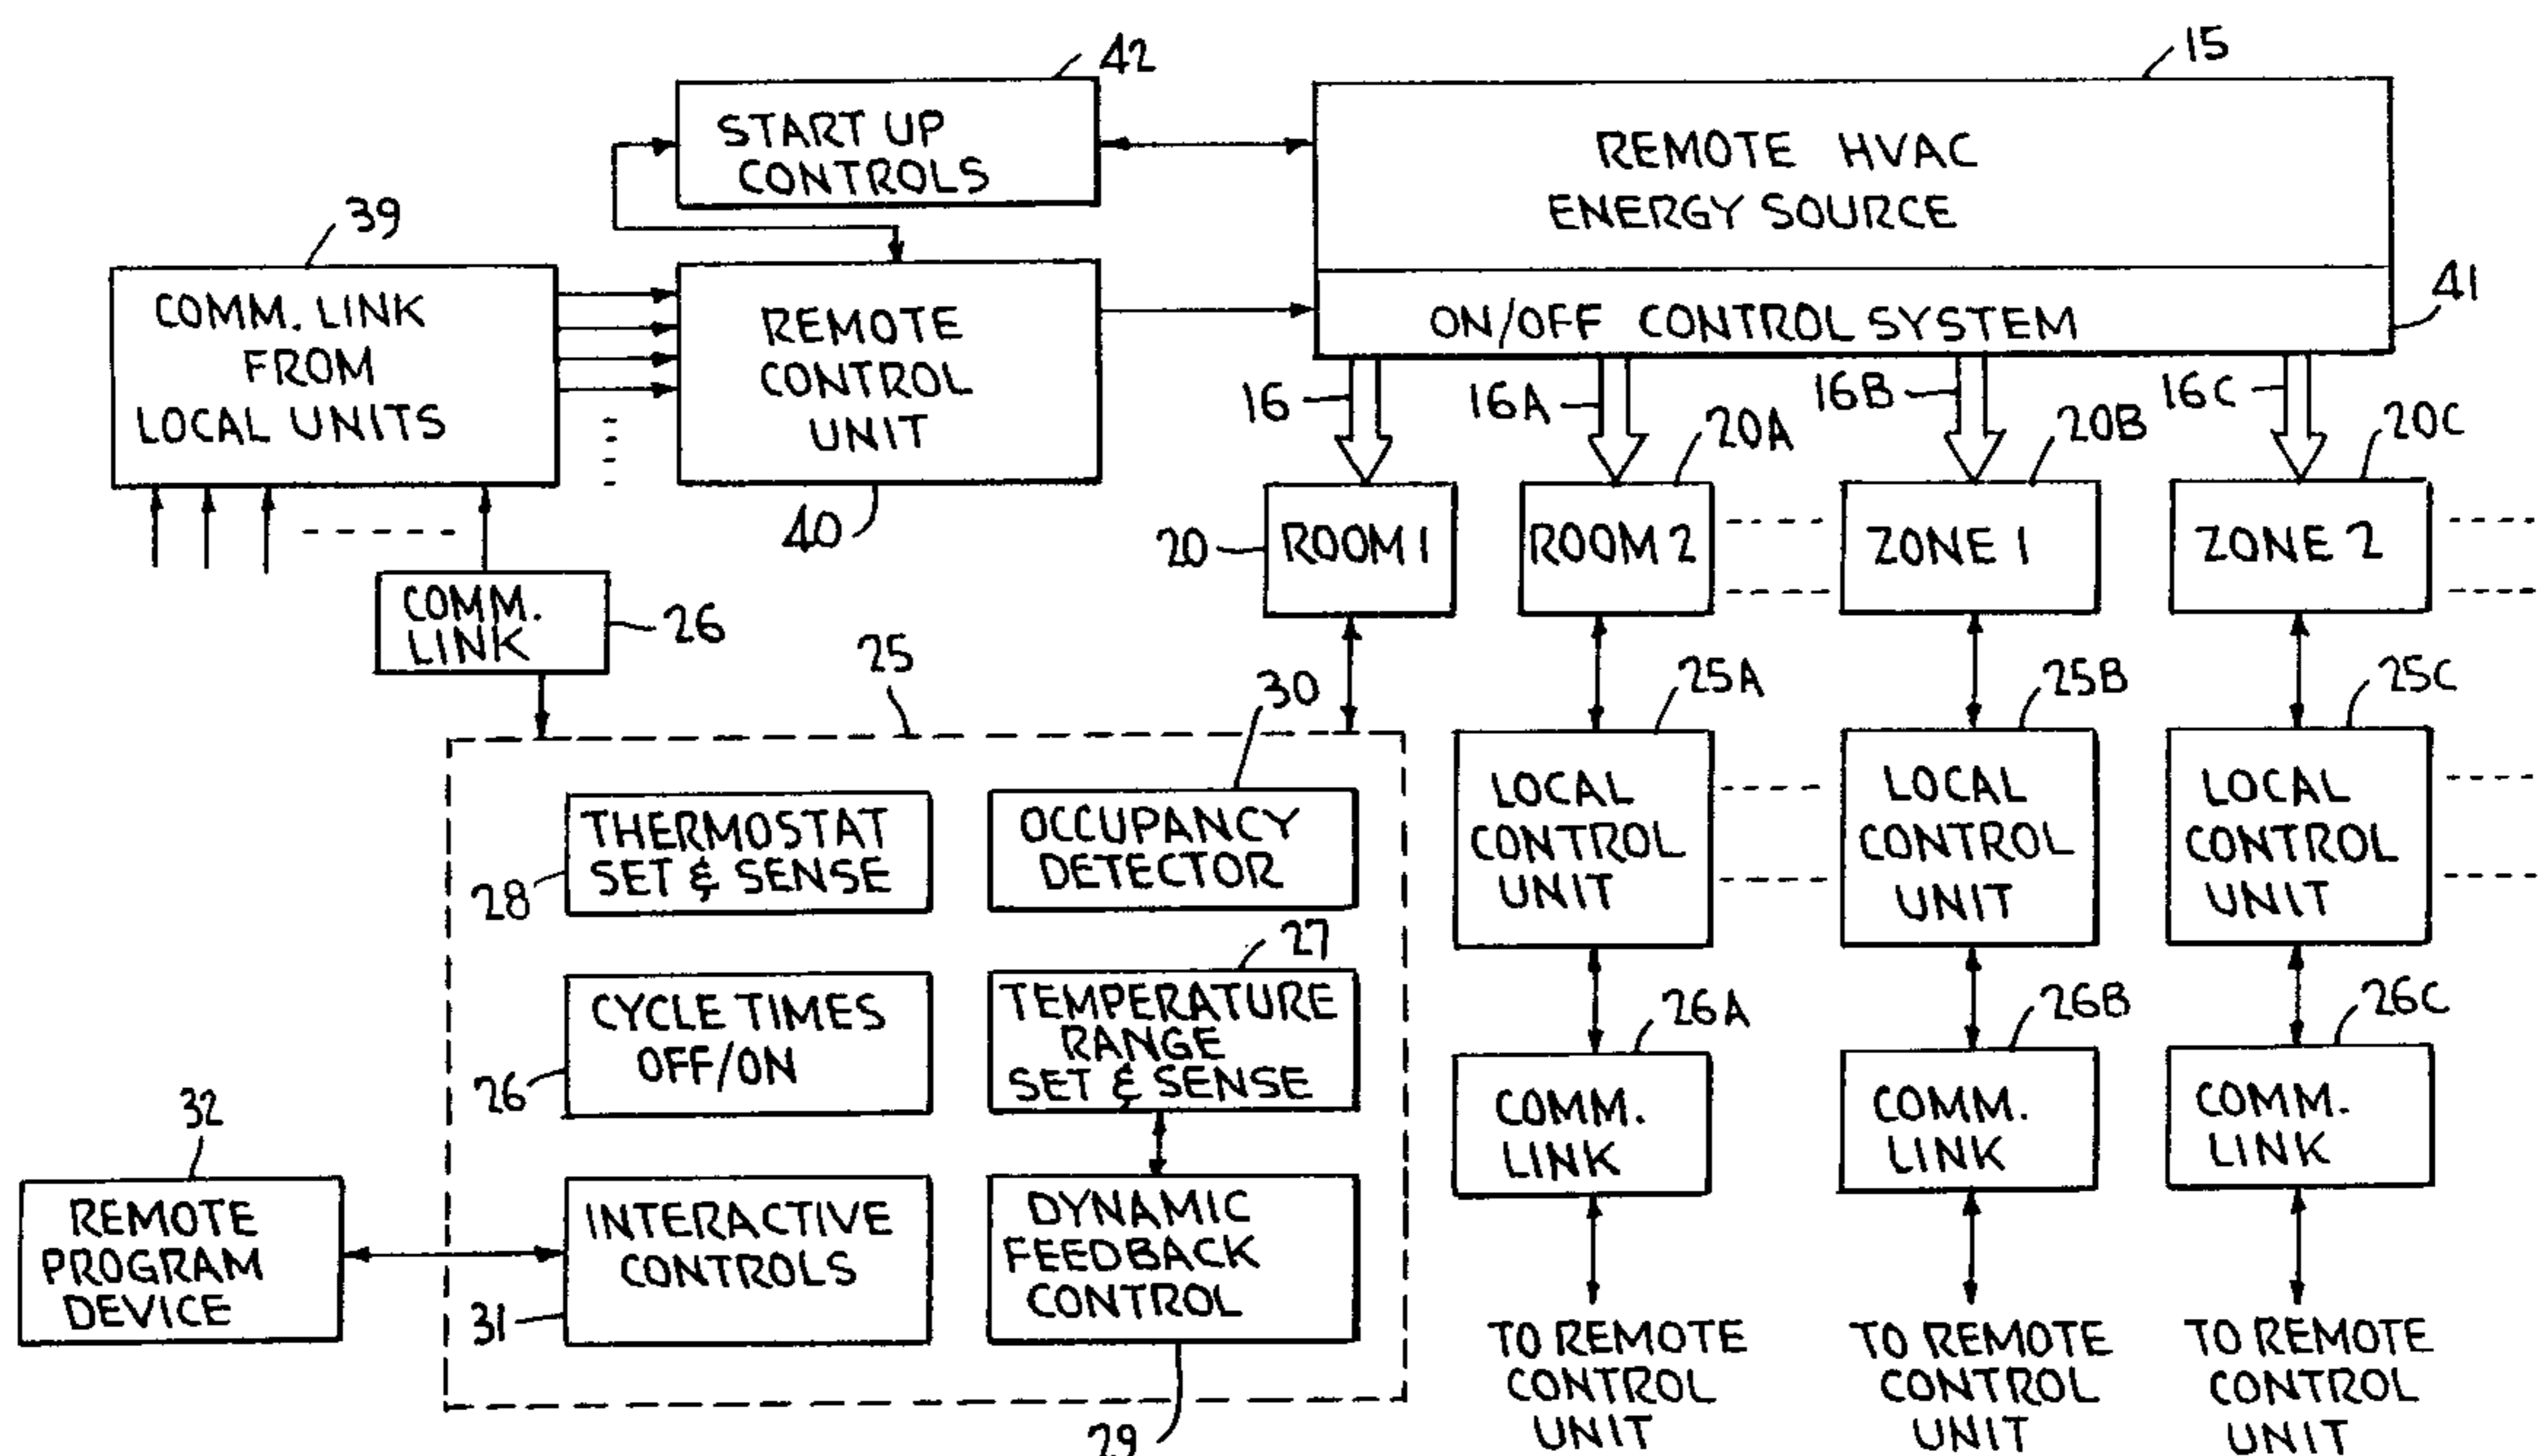 42
START UP
CONTROLS
15
REMOTE HVAC
ENERGY SOURCE
39
COMM. LINK
FROM
LOCAL UNITS
REMOTE
CONTROL
UNIT
40
ON/OFF CONTROL SYSTEM
41
16
16A
16B
16C
20
ROOM 1
20A
ROOM 2
20B
ZONE 1
20C
ZONE 2
COMM.
LINK
26
25
30
25A
25B
25C
THERMOSTAT
SET & SENSE
28
OCCUPANCY
DETECTOR
LOCAL
CONTROL
UNIT
LOCAL
CONTROL
UNIT
LOCAL
CONTROL
UNIT
CYCLE TIMES
OFF/ON
26
27
TEMPERATURE
RANGE
SET & SENSE
26A
26B
26C
COMM.
LINK
COMM.
LINK
COMM.
LINK
32
REMOTE
PROGRAM
DEVICE
INTERACTIVE
CONTROLS
31
DYNAMIC
FEEDBACK
CONTROL
29
TO REMOTE
CONTROL
UNIT
TO REMOTE
CONTROL
UNIT
TO REMOTE
CONTROL
UNIT